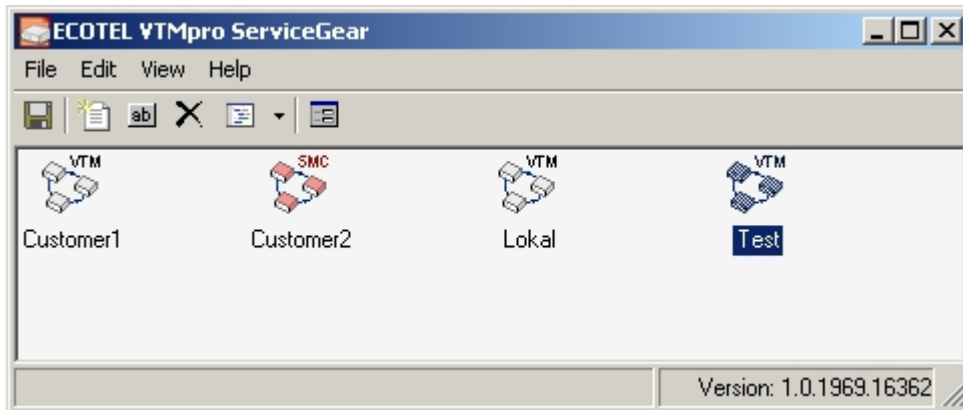 ECOTEL VTMpro ServiceGear
File Edit View Help
ab
VTM SMC VTM VTM
Customer1 Customer2 Lokal Test
Version: 1.0.1969.16362